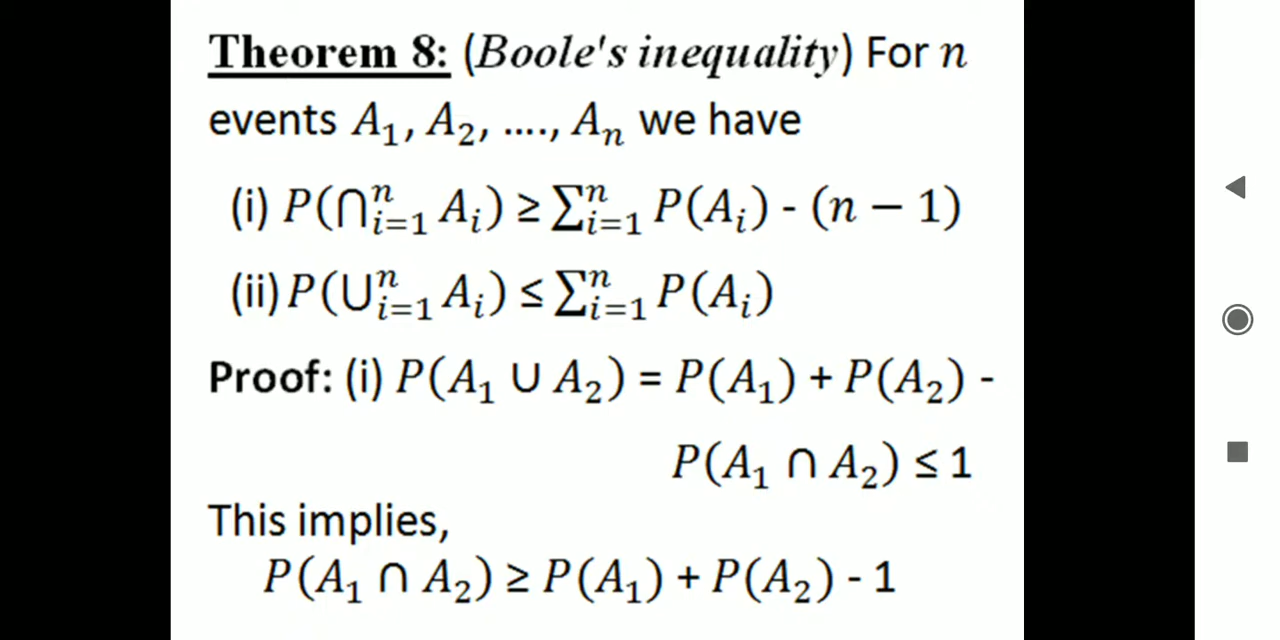 Theorem 8: (Boole's inequality) For n
events A₁, A₂, ...., Aₙ we have
(i) P(⋂ⁿᵢ₌₁ Aᵢ) ≥ ∑ⁿᵢ₌₁ P(Aᵢ) - (n − 1)
(ii) P(⋃ⁿᵢ₌₁ Aᵢ) ≤ ∑ⁿᵢ₌₁ P(Aᵢ)
Proof: (i) P(A₁ ∪ A₂) = P(A₁) + P(A₂) -
P(A₁ ∩ A₂) ≤ 1
This implies,
P(A₁ ∩ A₂) ≥ P(A₁) + P(A₂) - 1